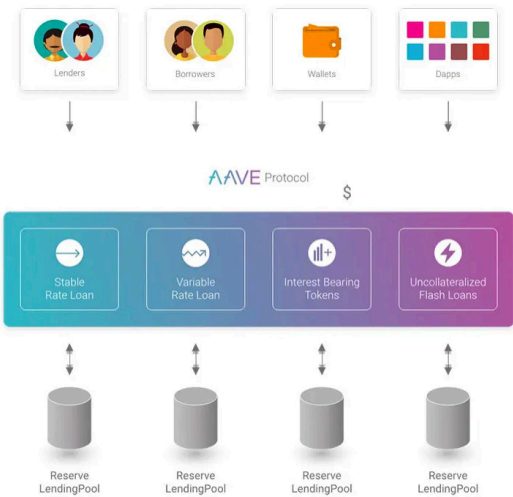 Lenders
Borrowers
Wallets
Dapps
AAVE Protocol
$
Stable
Rate Loan
Variable
Rate Loan
Interest Bearing
Tokens
Uncollateralized
Flash Loans
Reserve
LendingPool
Reserve
LendingPool
Reserve
LendingPool
Reserve
LendingPool